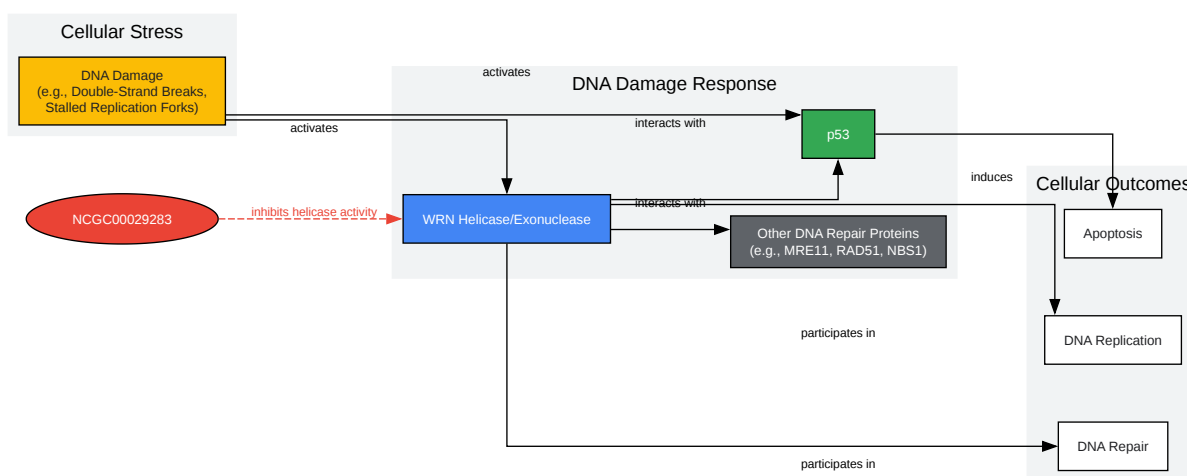 Cellular Stress
DNA Damage
(e.g., Double-Strand Breaks,
Stalled Replication Forks)
activates
DNA Damage Response
activates
interacts with
p53
NCGC00029283
inhibits helicase activity
WRN Helicase/Exonuclease
interacts with
Other DNA Repair Proteins
(e.g., MRE11, RAD51, NBS1)
induces
Cellular Outcomes
Apoptosis
participates in
DNA Replication
participates in
DNA Repair